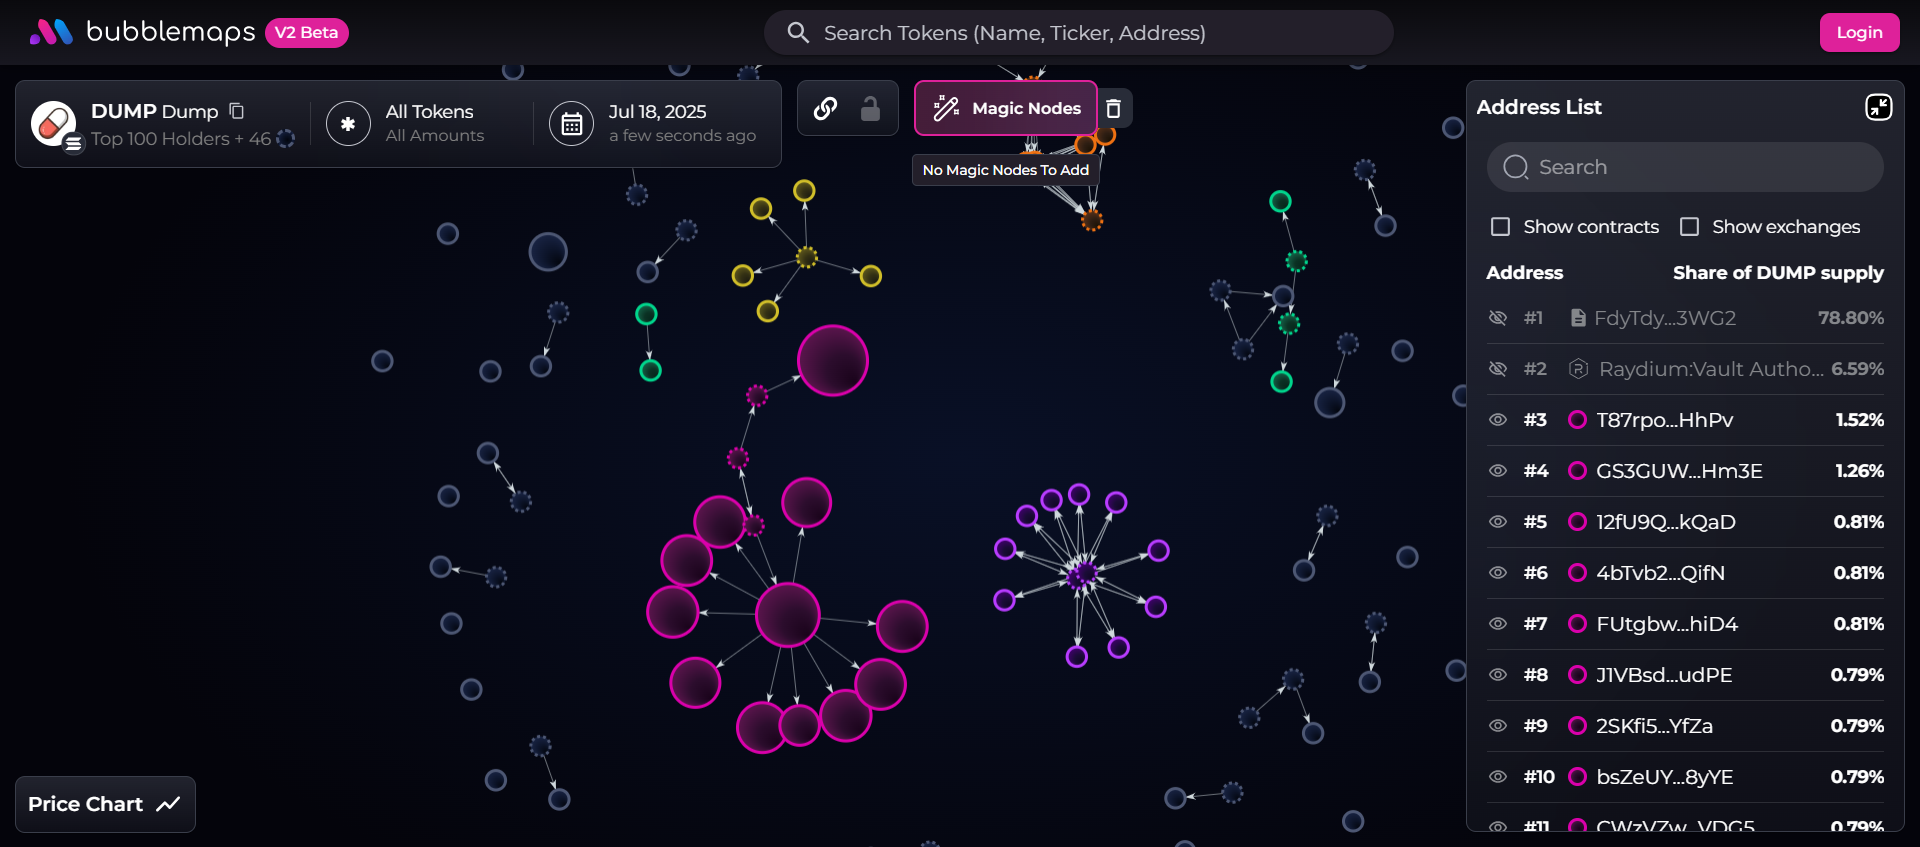 bubblemaps V2 Beta
Search Tokens (Name, Ticker, Address)
Login
DUMP Dump
Top 100 Holders + 46
All Tokens
All Amounts
Jul 18, 2025
a few seconds ago
Magic Nodes
No Magic Nodes To Add
Address List
Search
Show contracts Show exchanges
Address Share of DUMP supply
#1 FdyTdy...3WG2 78.80%
#2 Raydium:Vault Autho... 6.59%
#3 T87rpo...HhPv 1.52%
#4 GS3GUW...Hm3E 1.26%
#5 12fU9Q...kQaD 0.81%
#6 4bTvb2...QifN 0.81%
#7 FUtgbw...hiD4 0.81%
#8 J1VBsd...udPE 0.79%
#9 2SKfi5...YfZa 0.79%
#10 bsZeUY...8yYE 0.79%
#11 CWzVZw...VDG5 0.79%
Price Chart